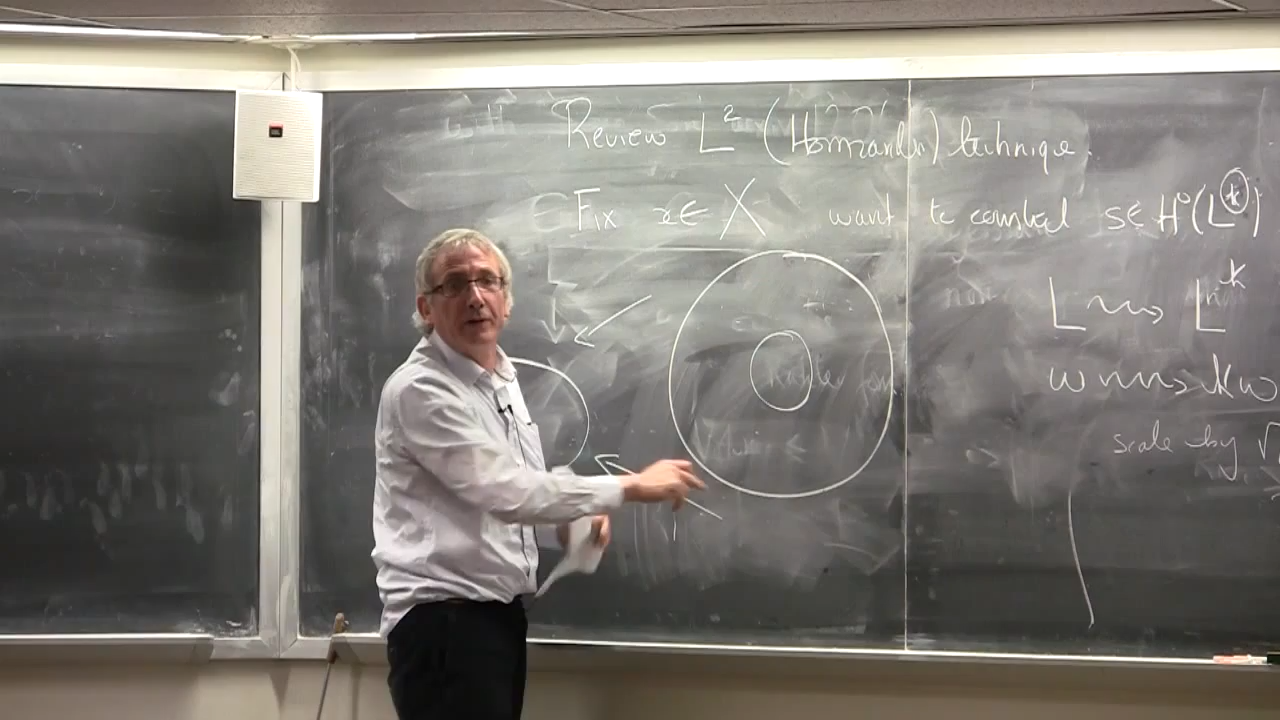 Review L² (Hörmander) technique.
Fix x ∈ X want to control s ∈ H⁰(L^k)
L ⇝ L^k
ω ⇝ kω
scale by √